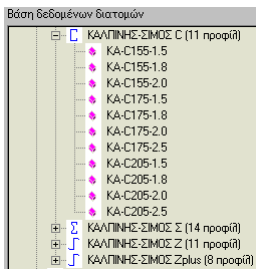 Βάση δεδομένων διατομών
ΚΑΛΠΙΝΗΣ-ΣΙΜΟΣ C (11 προφίλ)
KA-C155-1.5
KA-C155-1.8
KA-C155-2.0
KA-C175-1.5
KA-C175-1.8
KA-C175-2.0
KA-C175-2.5
KA-C205-1.5
KA-C205-1.8
KA-C205-2.0
KA-C205-2.5
ΚΑΛΠΙΝΗΣ-ΣΙΜΟΣ Σ (14 προφίλ)
ΚΑΛΠΙΝΗΣ-ΣΙΜΟΣ Z (11 προφίλ)
ΚΑΛΠΙΝΗΣ-ΣΙΜΟΣ Zplus (8 προφίλ)